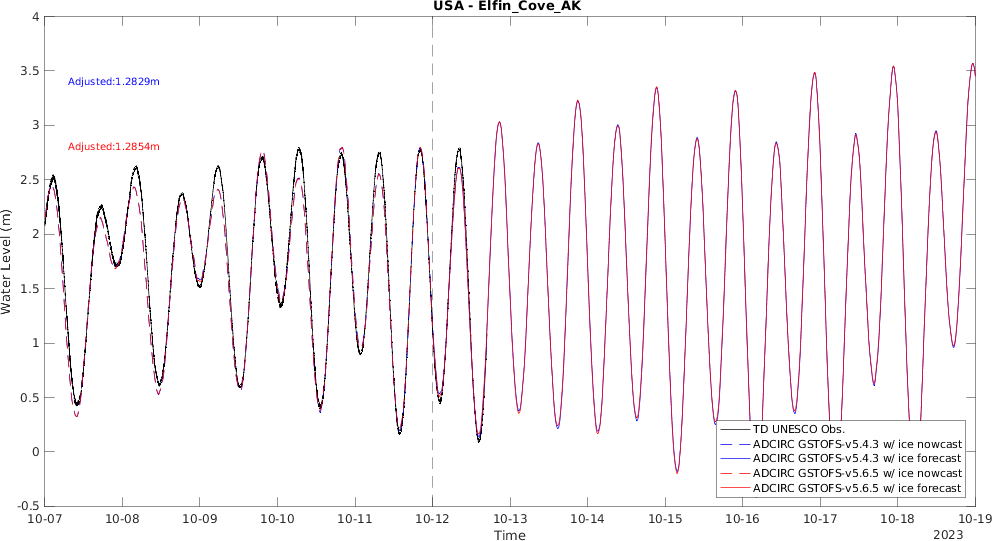 USA - Elfin_Cove_AK
4
3.5
3
2.5
2
1.5
1
0.5
0
-0.5
Water Level (m)
Adjusted:1.2829m
Adjusted:1.2854m
TD UNESCO Obs.
ADCIRC GSTOFS-v5.4.3 w/ ice nowcast
ADCIRC GSTOFS-v5.4.3 w/ ice forecast
ADCIRC GSTOFS-v5.6.5 w/ ice nowcast
ADCIRC GSTOFS-v5.6.5 w/ ice forecast
10-07 10-08 10-09 10-10 10-11 10-12 10-13 10-14 10-15 10-16 10-17 10-18 10-19
Time
2023